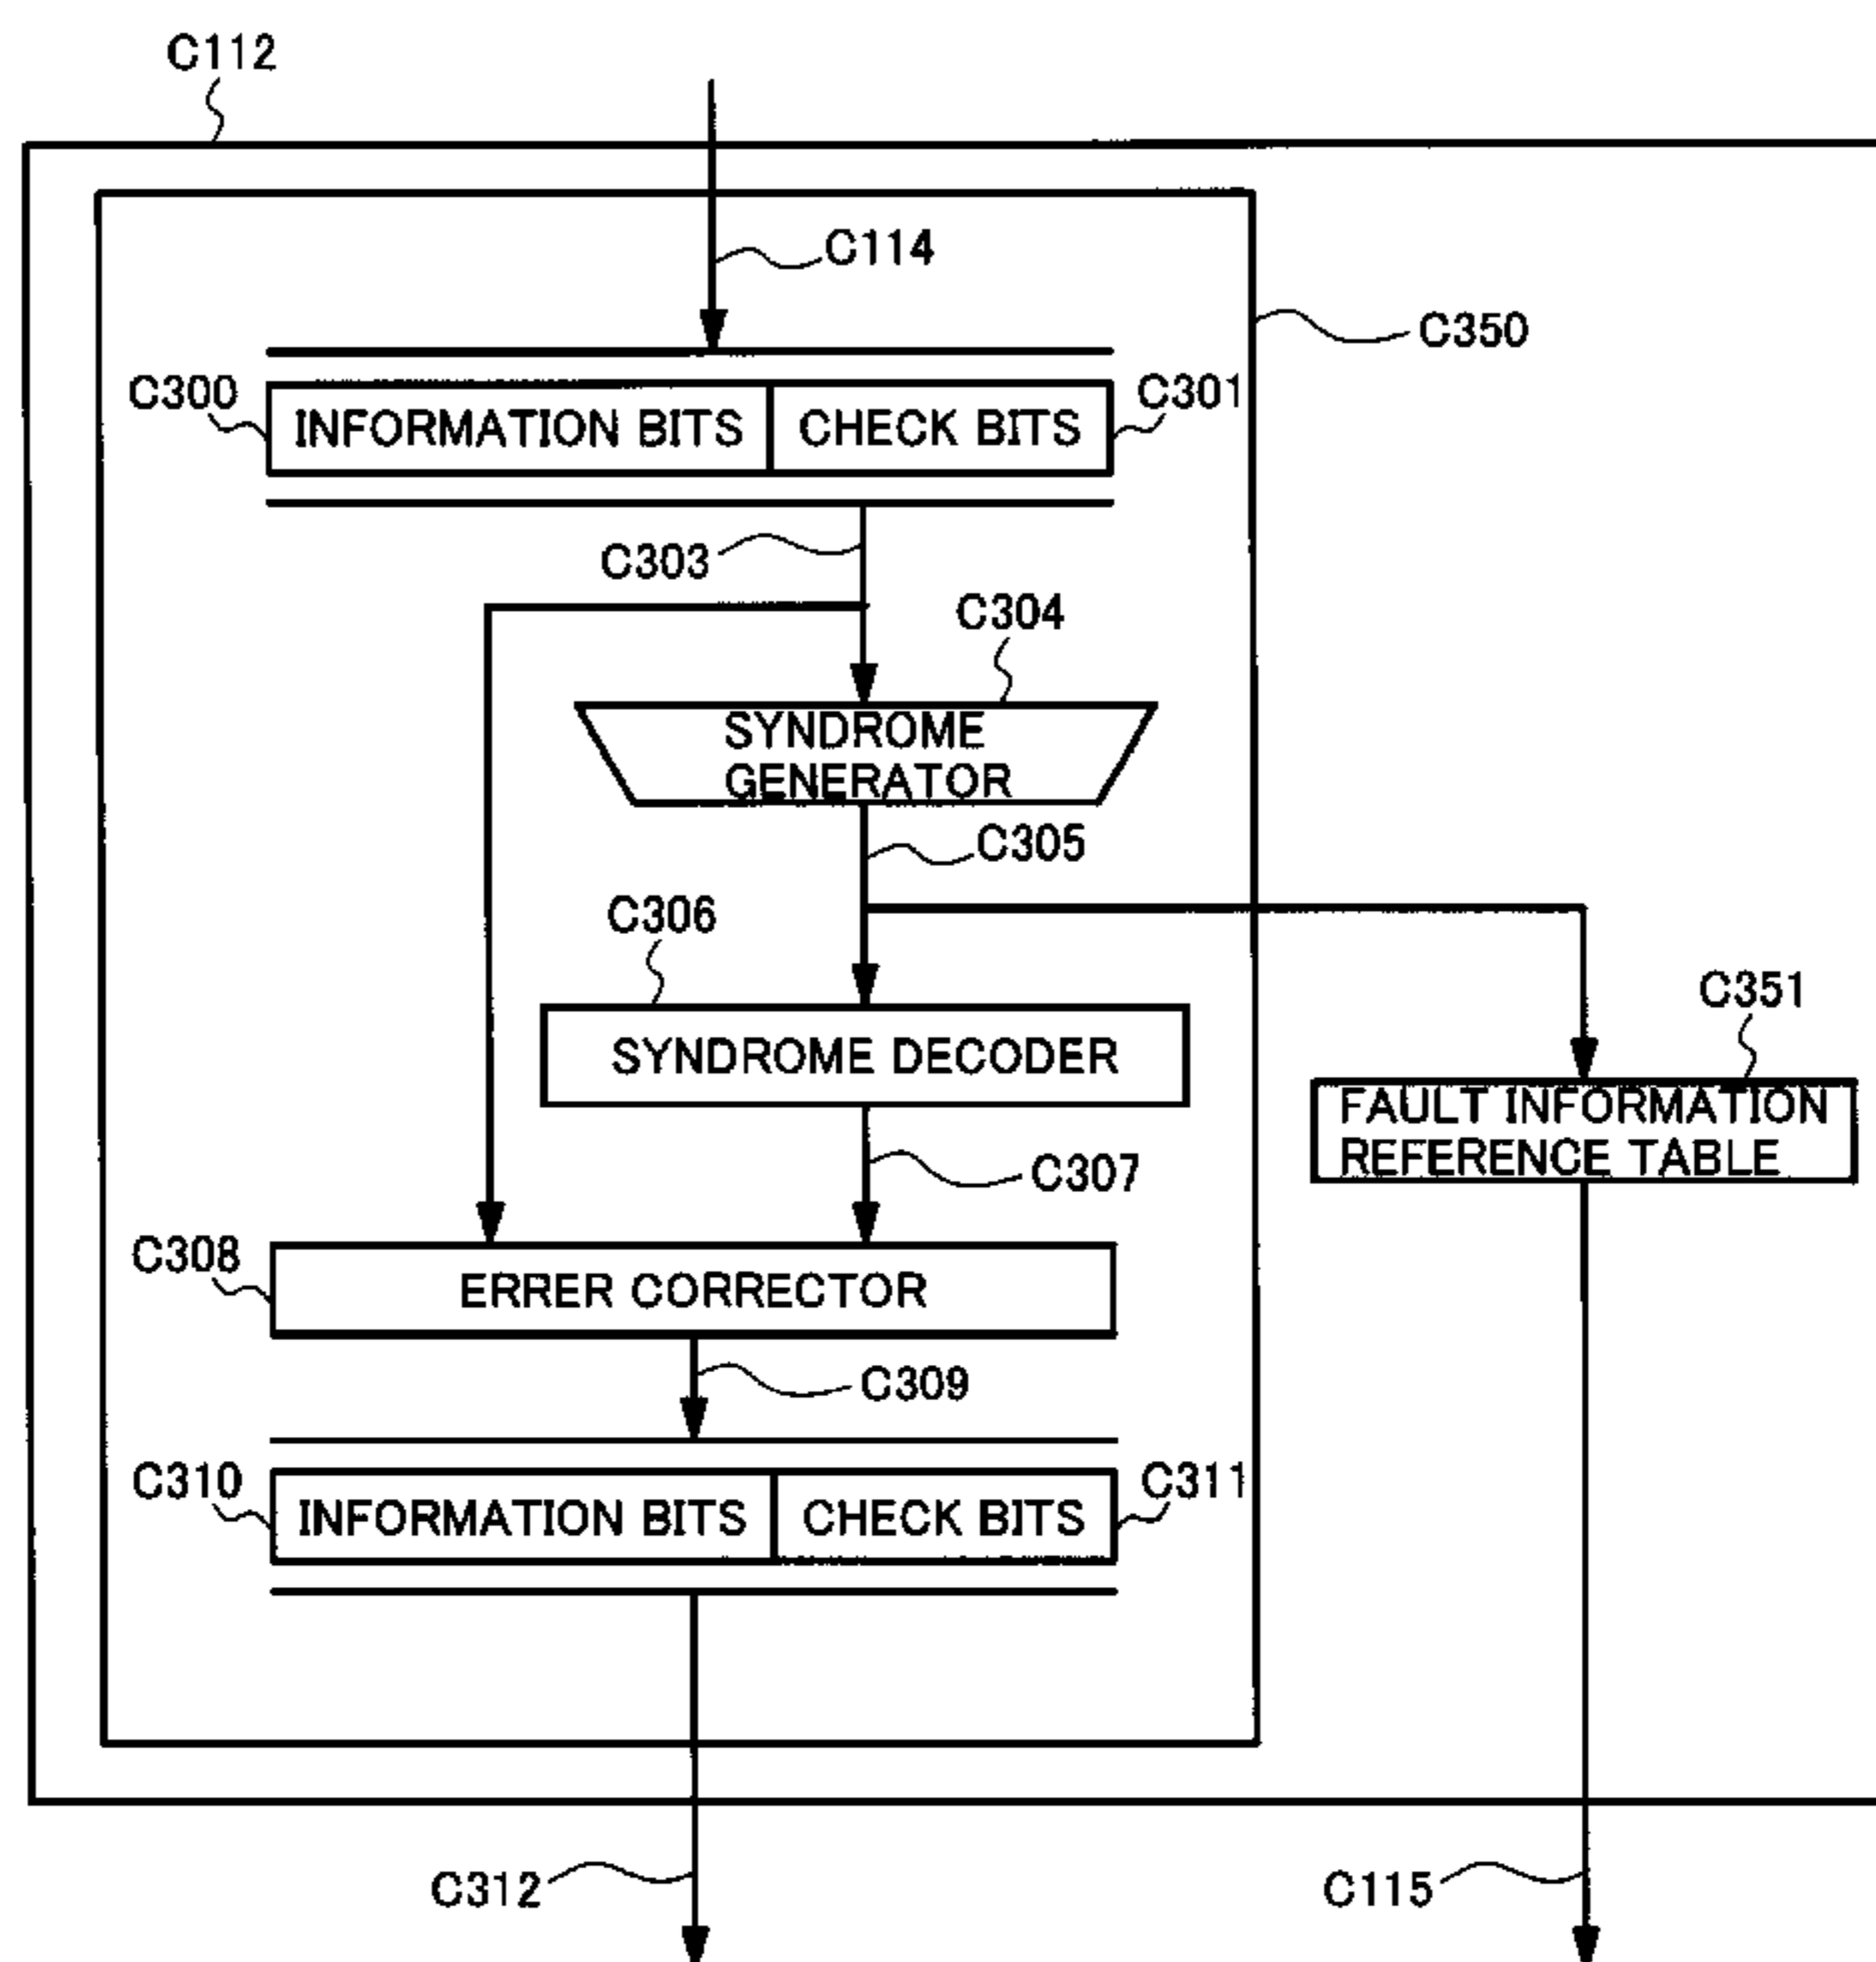 C112
C114
C350
C300
INFORMATION BITS
CHECK BITS
C301
C303
C304
SYNDROME
GENERATOR
C305
C306
C351
SYNDROME DECODER
FAULT INFORMATION
REFERENCE TABLE
C307
C308
ERRER CORRECTOR
C309
C310
INFORMATION BITS
CHECK BITS
C311
C312
C115